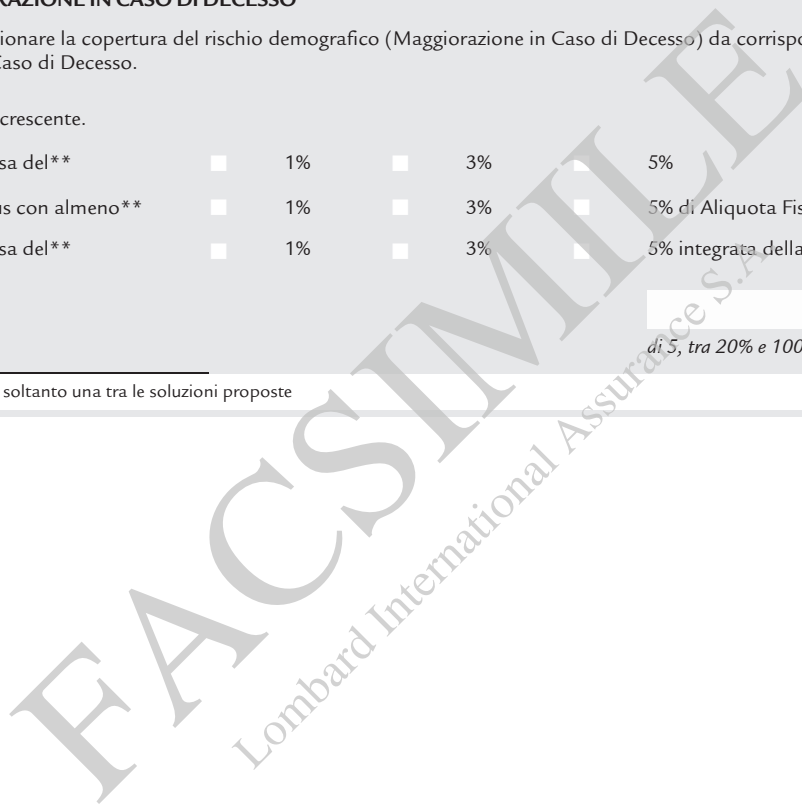 RAZIONE IN CASO DI DECESSO
ionare la copertura del rischio demografico (Maggiorazione in Caso di Decesso) da corrispo
Caso di Decesso.
crescente.
sa del** 1% 3% 5%
us con almeno** 1% 3% 5% di Aliquota Fis
sa del** 1% 3% 5% integrata della
di 5, tra 20% e 100
soltanto una tra le soluzioni proposte
FACSIMILE
Lombard International Assurance S.A.